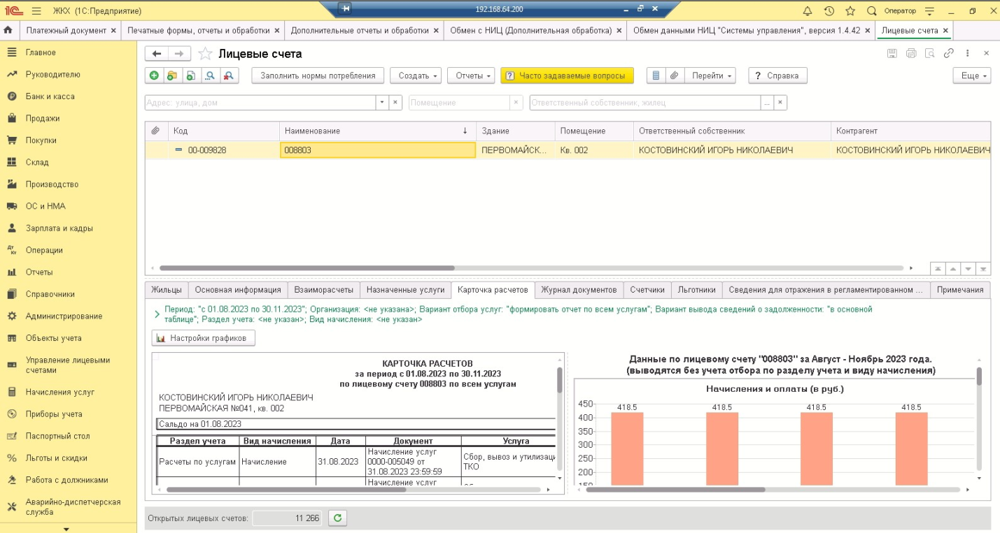 ЖКХ (1С:Предприятие)
192.168.64.200
Оператор
Платежный документ
Печатные формы, отчеты и обработки
Дополнительные отчеты и обработки
Обмен с НИЦ (Дополнительная обработка)
Обмен данными НИЦ "Системы управления", версия 1.4.42
Лицевые счета
Главное
Руководителю
Банк и касса
Продажи
Покупки
Склад
Производство
ОС и НМА
Зарплата и кадры
Операции
Отчеты
Справочники
Администрирование
Объекты учета
Управление лицевыми
счетами
Начисления услуг
Приборы учета
Паспортный стол
Льготы и скидки
Работа с должниками
Аварийно-диспетчерская
служба
Лицевые счета
Заполнить нормы потребления
Создать
Отчеты
? Часто задаваемые вопросы
Перейти
? Справка
Еще
Адрес: улица, дом
Помещение
Ответственный собственник, жилец
...
Код Наименование Здание Помещение Ответственный собственник Контрагент
00-009828 008803 ПЕРВОМАЙСК... Кв. 002 КОСТОВИНСКИЙ ИГОРЬ НИКОЛАЕВИЧ КОСТОВИНСКИЙ ИГОРЬ НИКОЛАЕВИЧ
Жильцы
Основная информация
Взаиморасчеты
Назначенные услуги
Карточка расчетов
Журнал документов
Счетчики
Льготники
Сведения для отражения в регламентированном ...
Примечания
Период: "с 01.08.2023 по 30.11.2023"; Организация: <не указана>; Вариант отбора услуг: "формировать отчет по всем услугам"; Вариант вывода сведений о задолженности: "в основной
таблице"; Раздел учета: <не указан>; Вид начисления: <не указан>
Настройки графиков
КАРТОЧКА РАСЧЕТОВ
за период с 01.08.2023 по 30.11.2023
по лицевому счету 008803 по всем услугам
КОСТОВИНСКИЙ ИГОРЬ НИКОЛАЕВИЧ
ПЕРВОМАЙСКАЯ №041, кв. 002
Сальдо на 01.08.2023
Раздел учета Вид начисления Дата Документ Услуга
Расчеты по услугам Начисление 31.08.2023
Начисление услуг
0000-005049 от
31.08.2023 23:59:59
Сбор, вывоз и утилизаци
ТКО
Начисление услуг
Данные по лицевому счету "008803" за Август - Ноябрь 2023 года.
(выводятся без учета отбора по разделу учета и виду начисления)
Начисления и оплаты (в руб.)
450
400
350
300
250
200
150
418.5 418.5 418.5 418.5
Открытых лицевых счетов: 11 266